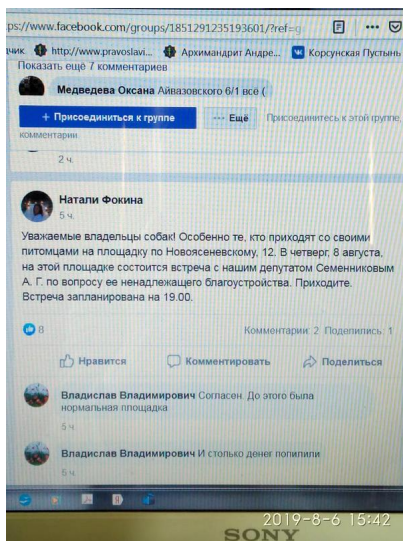 ps://www.facebook.com/groups/1851291235193601/?ref=g
дчик. http://www.pravoslavi... Архимандрит Андре... Корсунская Пустынь
Показать ещё 7 комментариев
Медведева Оксана Айвазовского 6/1 всё (
+ Присоединиться к группе ··· Ещё Присоединитесь к этой группе,
комментарии.
2 ч.
Натали Фокина
5 ч.
Уважаемые владельцы собак! Особенно те, кто приходят со своими
питомцами на площадку по Новоясеневскому, 12. В четверг, 8 августа,
на этой площадке состоится встреча с нашим депутатом Семенниковым
А. Г. по вопросу ее ненадлежащего благоустройства. Приходите.
Встреча запланирована на 19.00.
8 Комментарии: 2 Поделились: 1
Нравится Комментировать Поделиться
Владислав Владимирович Согласен. До этого была
нормальная площадка
5 ч.
Владислав Владимирович И столько денег попилили
5 ч.
2019-8-6 15:42
SONY